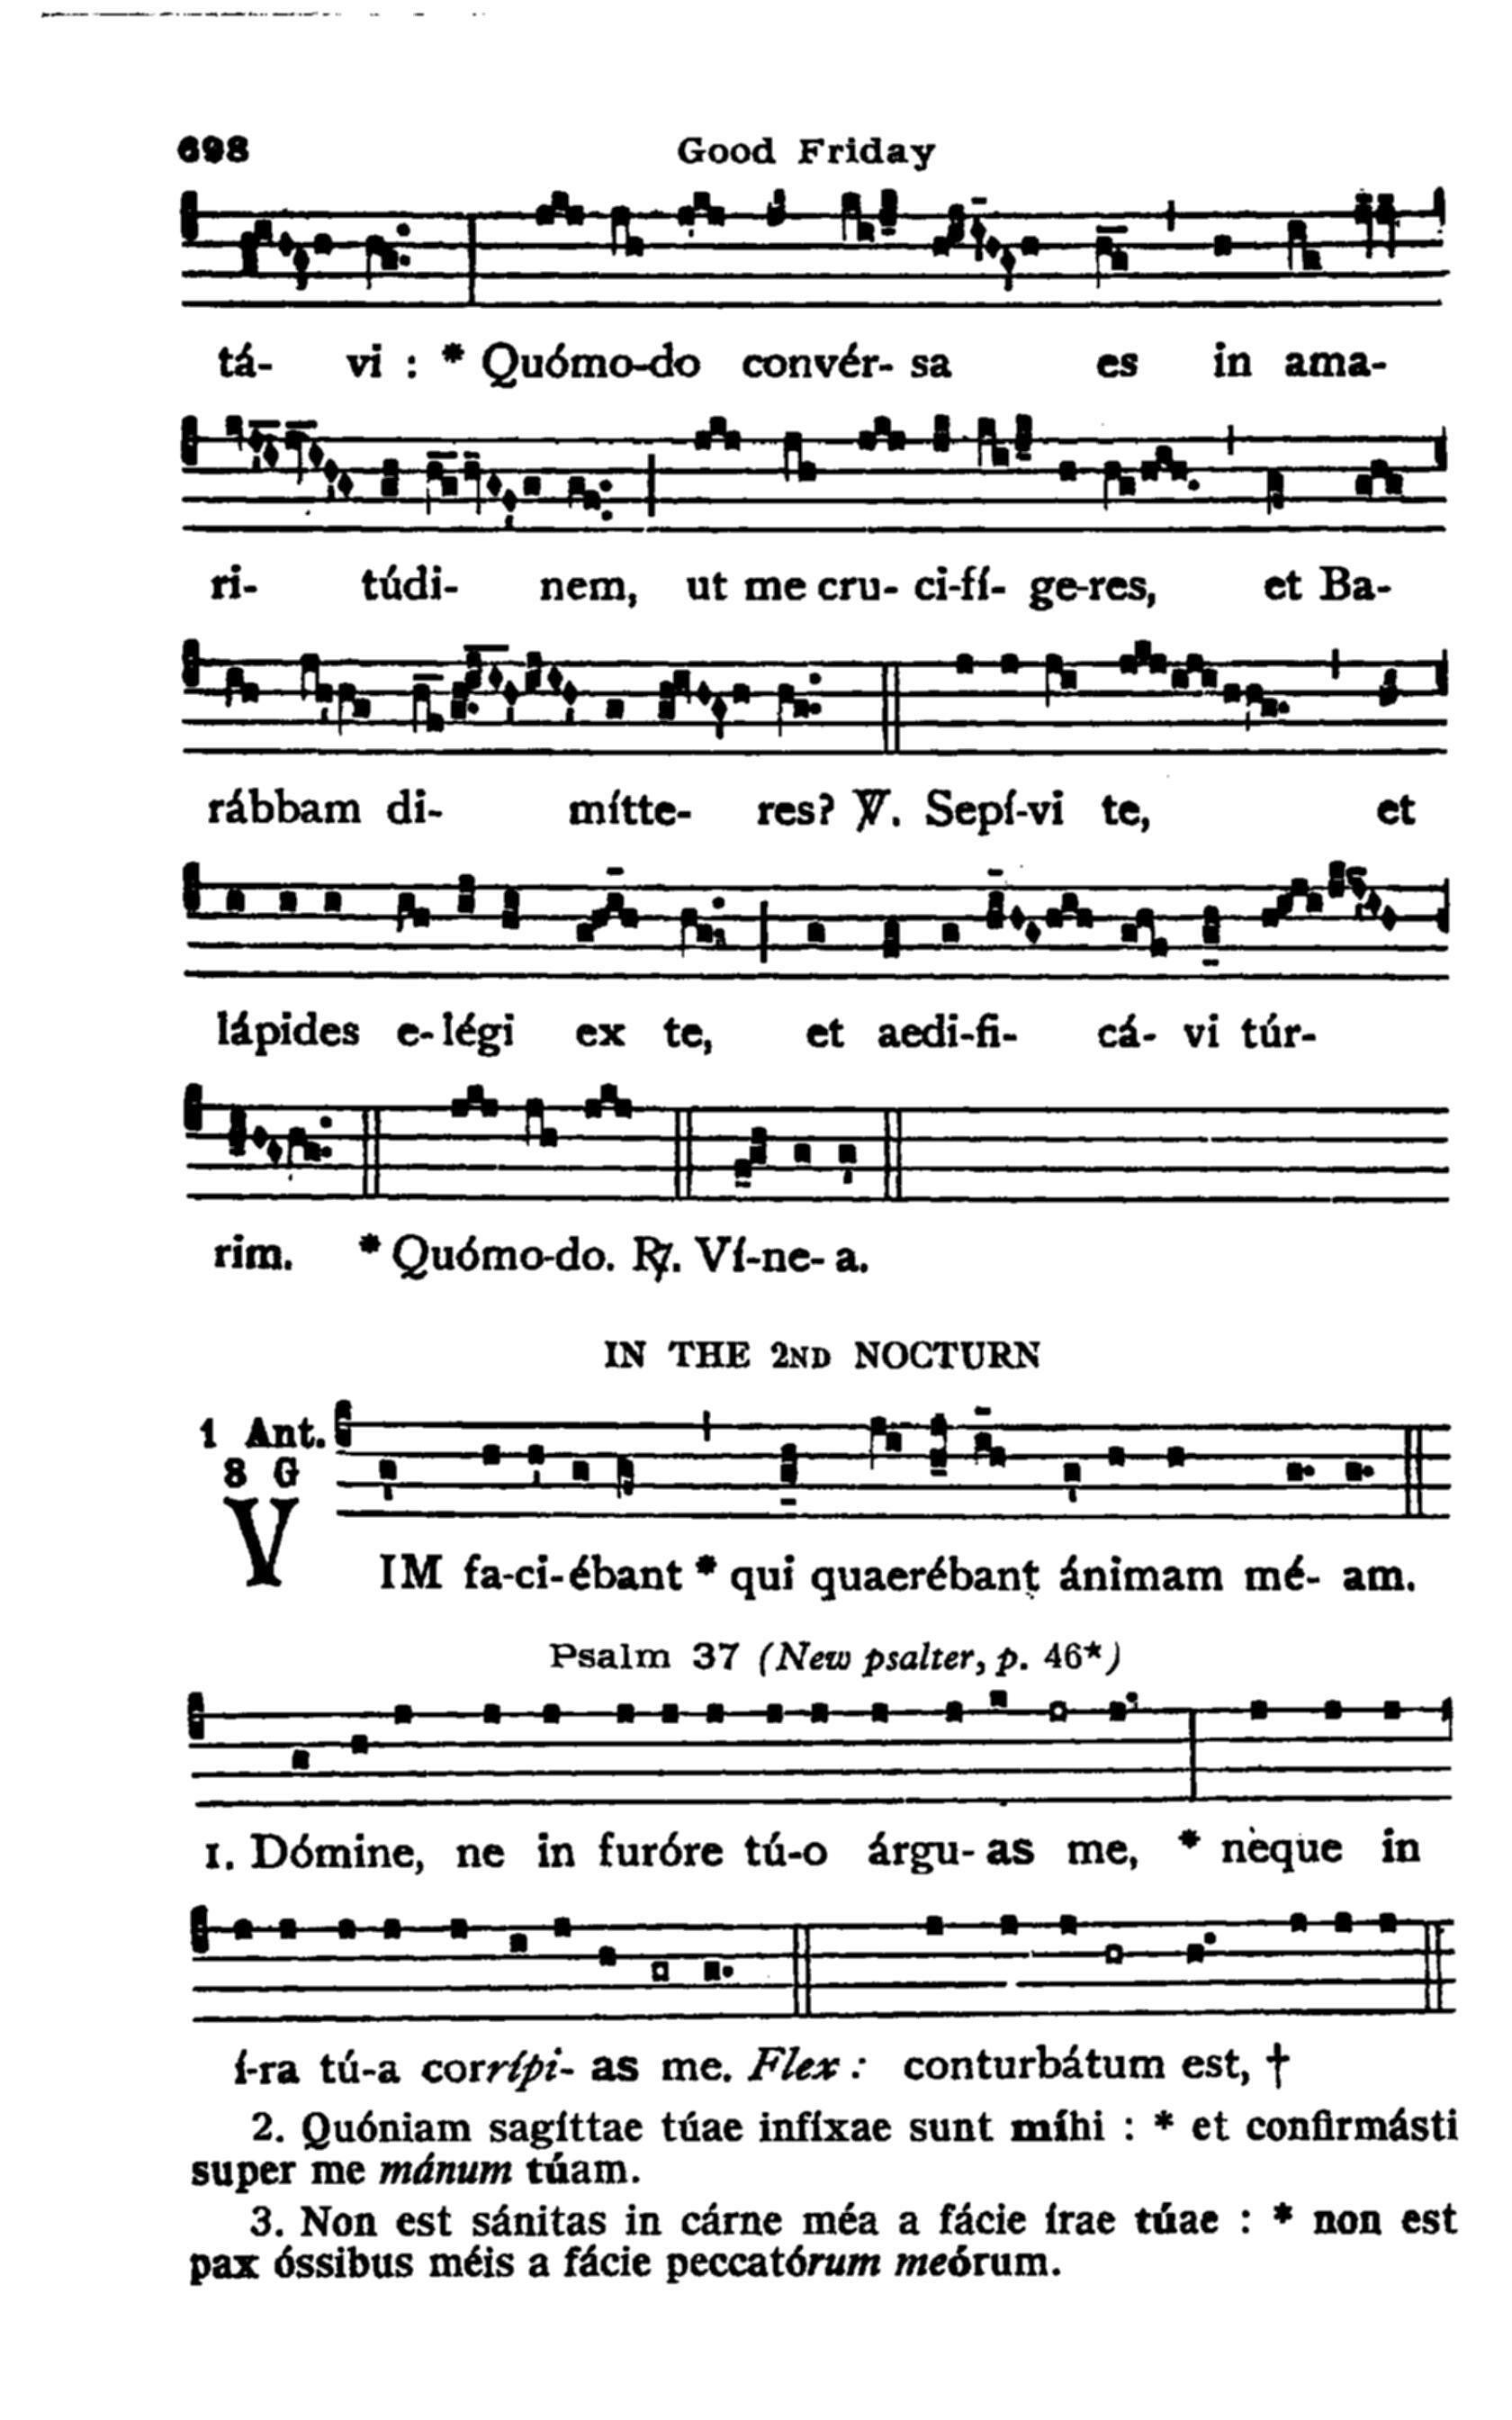 698 Good Friday
tá- vi : * Quómo-do convér- sa es in ama-
ri- túdi- nem, ut me cru- ci-fí- ge-res, et Ba-
rábbam di- mítte- res? ℣. Sepí-vi te, et
lápides e-légi ex te, et aedi-fi- cá- vi túr-
rim. * Quómo-do. ℟. Ví-ne- a.
IN THE 2ND NOCTURN
1 Ant.
8 G
VIM fa-ci-ébant * qui quaerébant ánimam mé- am.
Psalm 37 (New psalter, p. 46*)
1. Dómine, ne in furóre tú-o árgu- as me, * nèque in
í-ra tú-a corrípi- as me. Flex : conturbátum est, †
2. Quóniam sagíttae túae infíxae sunt míhi : * et confirmásti
super me mánum túam.
3. Non est sánitas in cárne méa a fácie írae túae : * non est
pax óssibus méis a fácie peccatórum meórum.